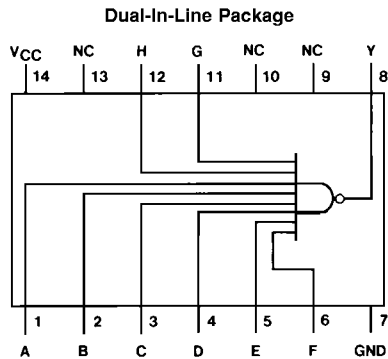 Dual-In-Line Package
VCC NC H G NC NC Y
14 13 12 11 10 9 8
1 2 3 4 5 6 7
A B C D E F GND